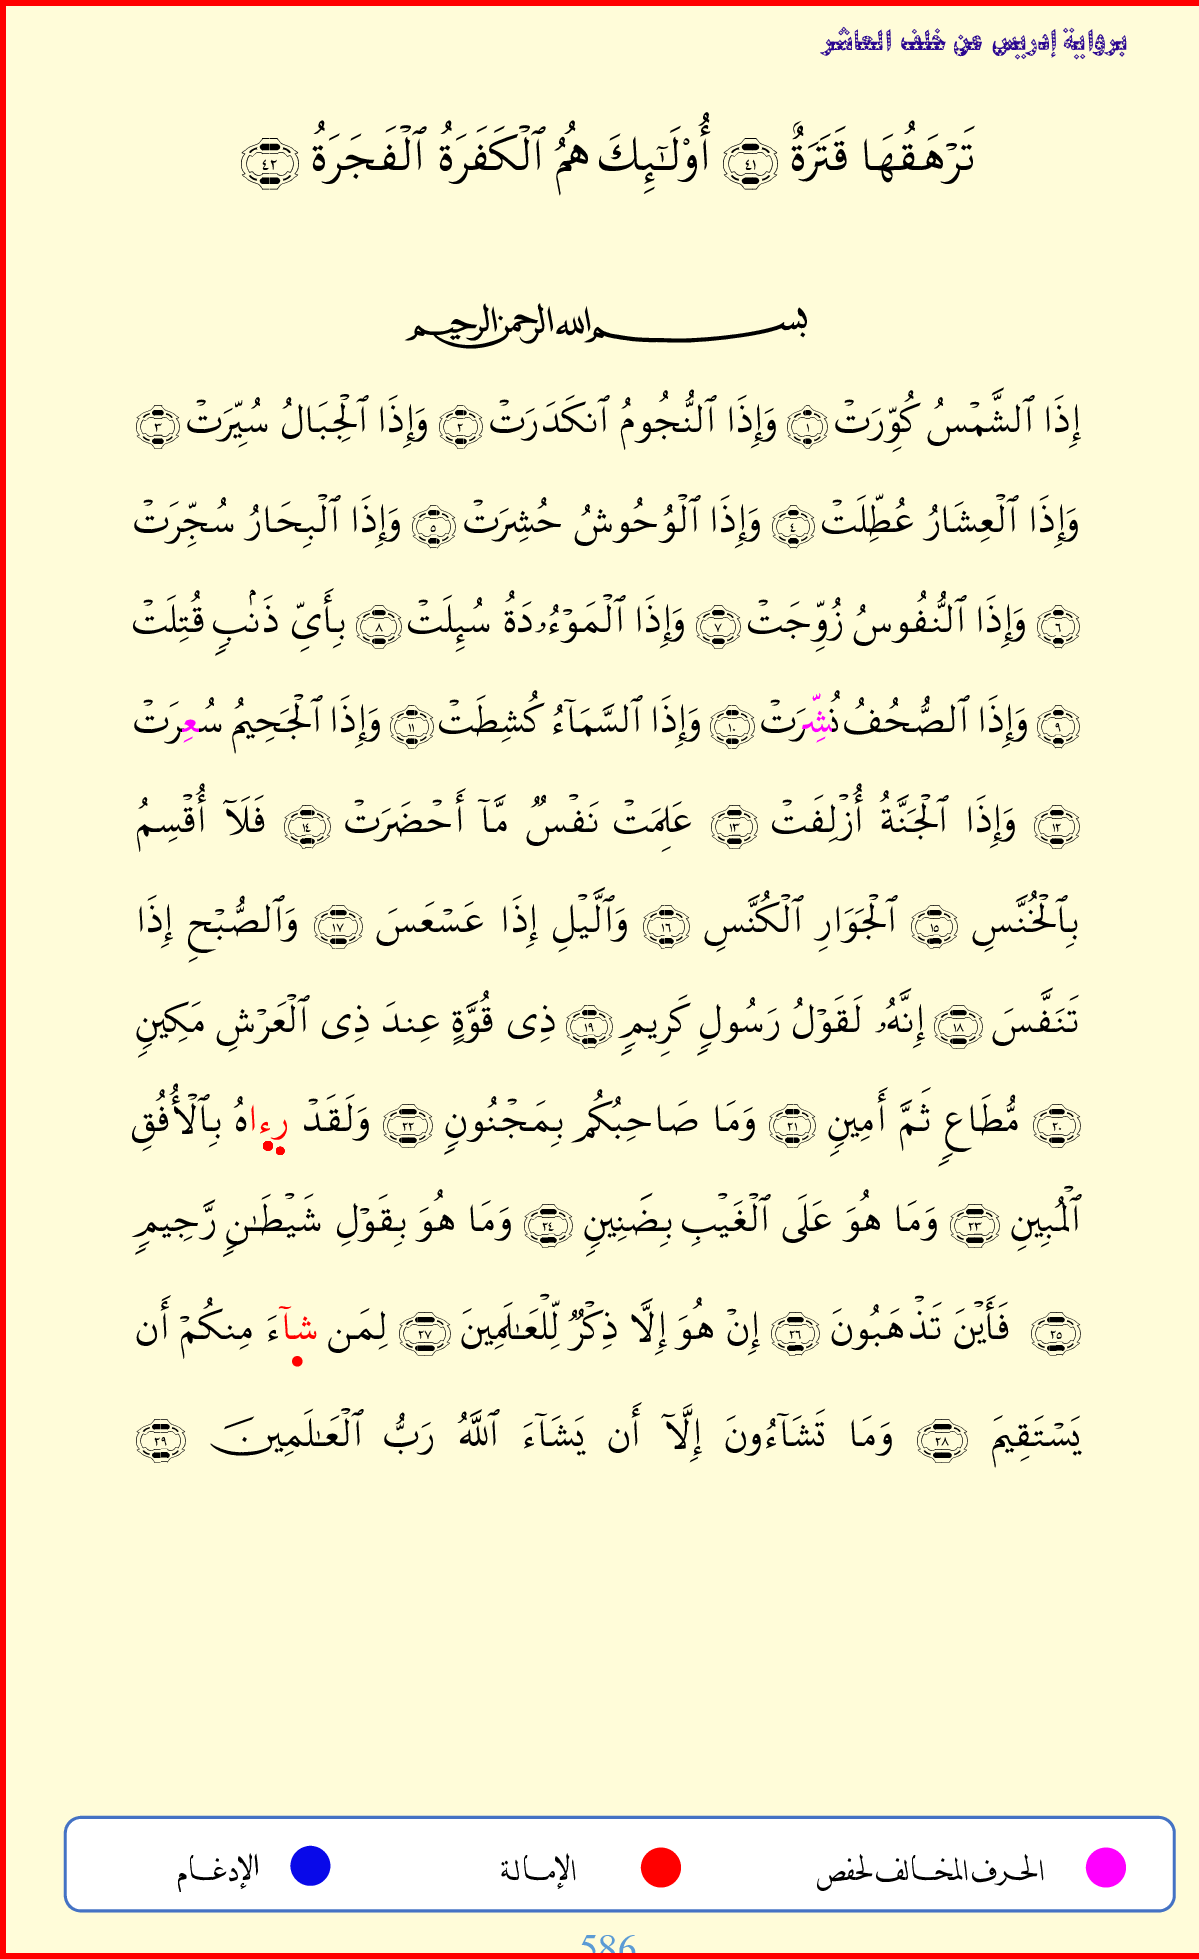 برواية إدريس عن خلف العاشر
تَرْهَقُهَا قَتَرَةٌ ٤١ أُو۟لَـٰٓئِكَ هُمُ ٱلْكَفَرَةُ ٱلْفَجَرَةُ ٤٢
بسم الله الرحمن الرحيم
إِذَا ٱلشَّمْسُ كُوِّرَتْ ١ وَإِذَا ٱلنُّجُومُ ٱنكَدَرَتْ ٢ وَإِذَا ٱلْجِبَالُ سُيِّرَتْ ٣
وَإِذَا ٱلْعِشَارُ عُطِّلَتْ ٤ وَإِذَا ٱلْوُحُوشُ حُشِرَتْ ٥ وَإِذَا ٱلْبِحَارُ سُجِّرَتْ
٦ وَإِذَا ٱلنُّفُوسُ زُوِّجَتْ ٧ وَإِذَا ٱلْمَوْءُۥدَةُ سُئِلَتْ ٨ بِأَىِّ ذَنۢبٍ قُتِلَتْ
٩ وَإِذَا ٱلصُّحُفُ نُشِّرَتْ ١٠ وَإِذَا ٱلسَّمَآءُ كُشِطَتْ ١١ وَإِذَا ٱلْجَحِيمُ سُعِرَتْ
١٢ وَإِذَا ٱلْجَنَّةُ أُزْلِفَتْ ١٣ عَلِمَتْ نَفْسٌ مَّآ أَحْضَرَتْ ١٤ فَلَآ أُقْسِمُ
بِٱلْخُنَّسِ ١٥ ٱلْجَوَارِ ٱلْكُنَّسِ ١٦ وَٱلَّيْلِ إِذَا عَسْعَسَ ١٧ وَٱلصُّبْحِ إِذَا
تَنَفَّسَ ١٨ إِنَّهُۥ لَقَوْلُ رَسُولٍ كَرِيمٍ ١٩ ذِى قُوَّةٍ عِندَ ذِى ٱلْعَرْشِ مَكِينٍ
٢٠ مُّطَاعٍ ثَمَّ أَمِينٍ ٢١ وَمَا صَاحِبُكُم بِمَجْنُونٍ ٢٢ وَلَقَدْ رِءاهُ بِٱلْأُفُقِ
ٱلْمُبِينِ ٢٣ وَمَا هُوَ عَلَى ٱلْغَيْبِ بِضَنِينٍ ٢٤ وَمَا هُوَ بِقَوْلِ شَيْطَـٰنٍ رَّجِيمٍ
٢٥ فَأَيْنَ تَذْهَبُونَ ٢٦ إِنْ هُوَ إِلَّا ذِكْرٌ لِّلْعَـٰلَمِينَ ٢٧ لِمَن شآءَ مِنكُمْ أَن
يَسْتَقِيمَ ٢٨ وَمَا تَشَآءُونَ إِلَّآ أَن يَشَآءَ ٱللَّهُ رَبُّ ٱلْعَـٰلَمِينَ ٢٩
الحرف المخالف لحفص الإمالة الإدغام
586